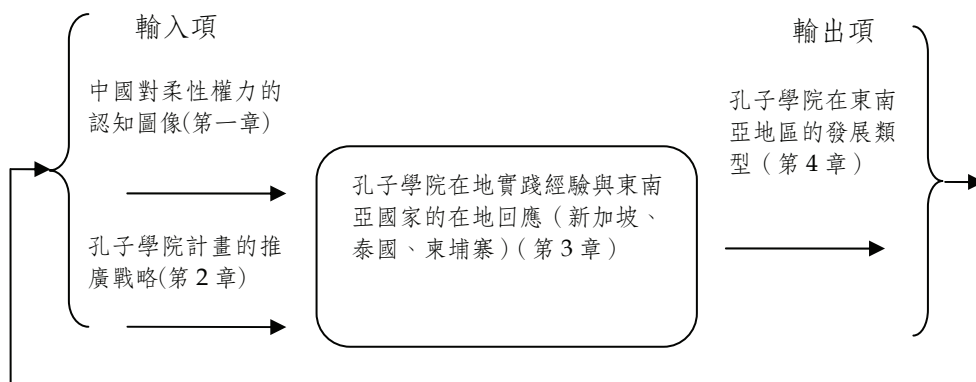 輸入項
中國對柔性權力的
認知圖像(第一章)
孔子學院計畫的推
廣戰略(第2章)
孔子學院在地實踐經驗與東南
亞國家的在地回應（新加坡、
泰國、柬埔寨）（第3章）
輸出項
孔子學院在東南
亞地區的發展類
型（第4章）